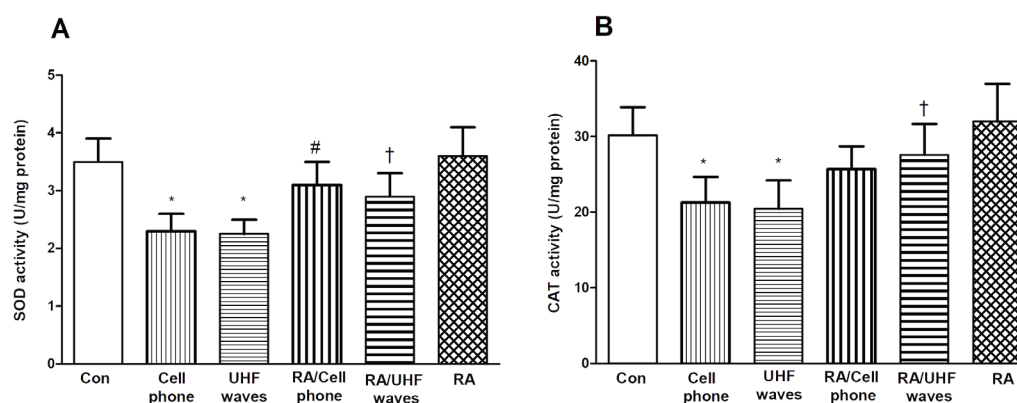 A
SOD activity (U/mg protein)
5
4
3
2
1
0
*
*
#
†
Con
Cell
phone
UHF
waves
RA/Cell
phone
RA/UHF
waves
RA
B
CAT activity (U/mg protein)
40
30
20
10
0
*
*
†
Con
Cell
phone
UHF
waves
RA/Cell
phone
RA/UHF
waves
RA